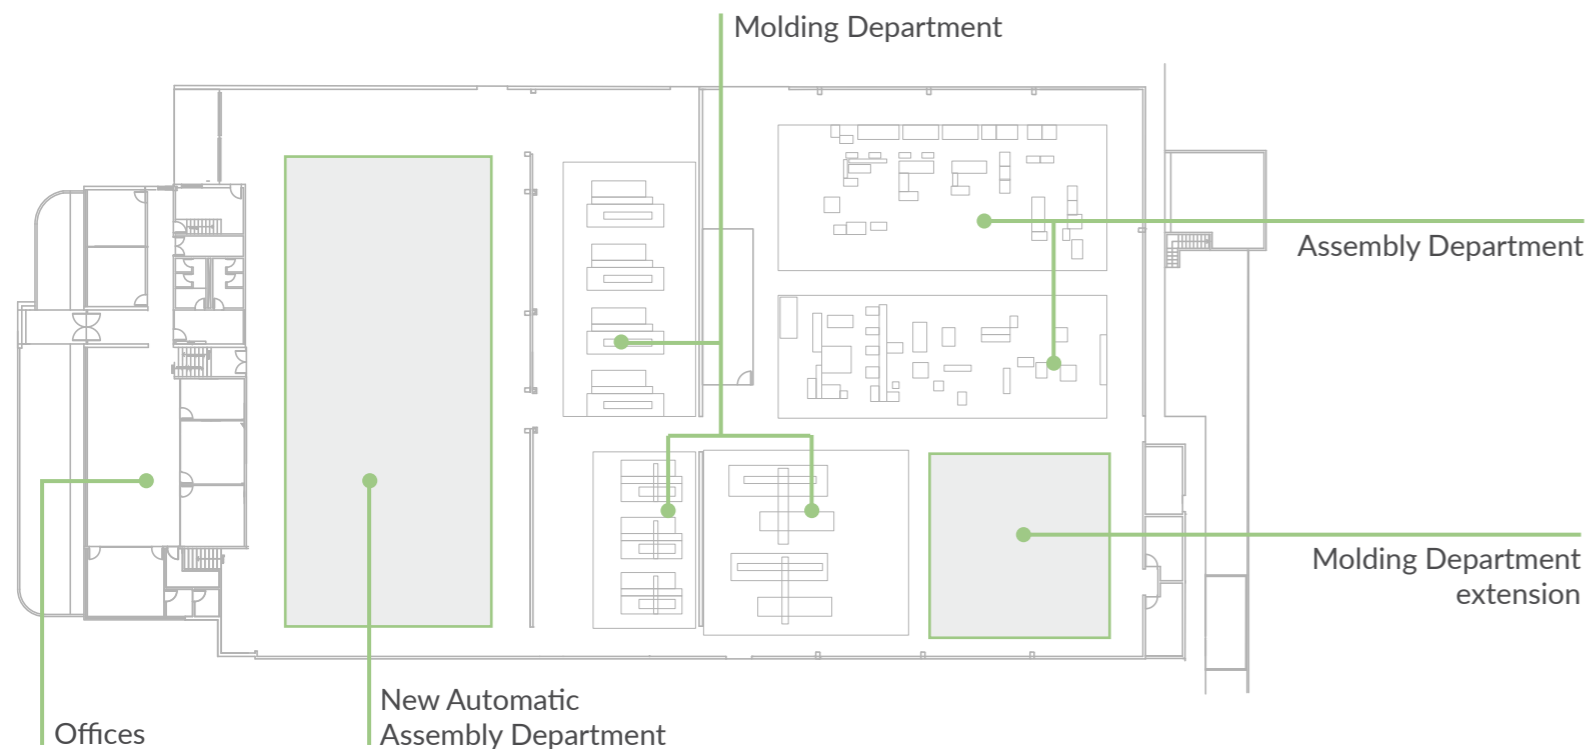 Molding Department
Assembly Department
Molding Department
extension
New Automatic
Assembly Department
Offices